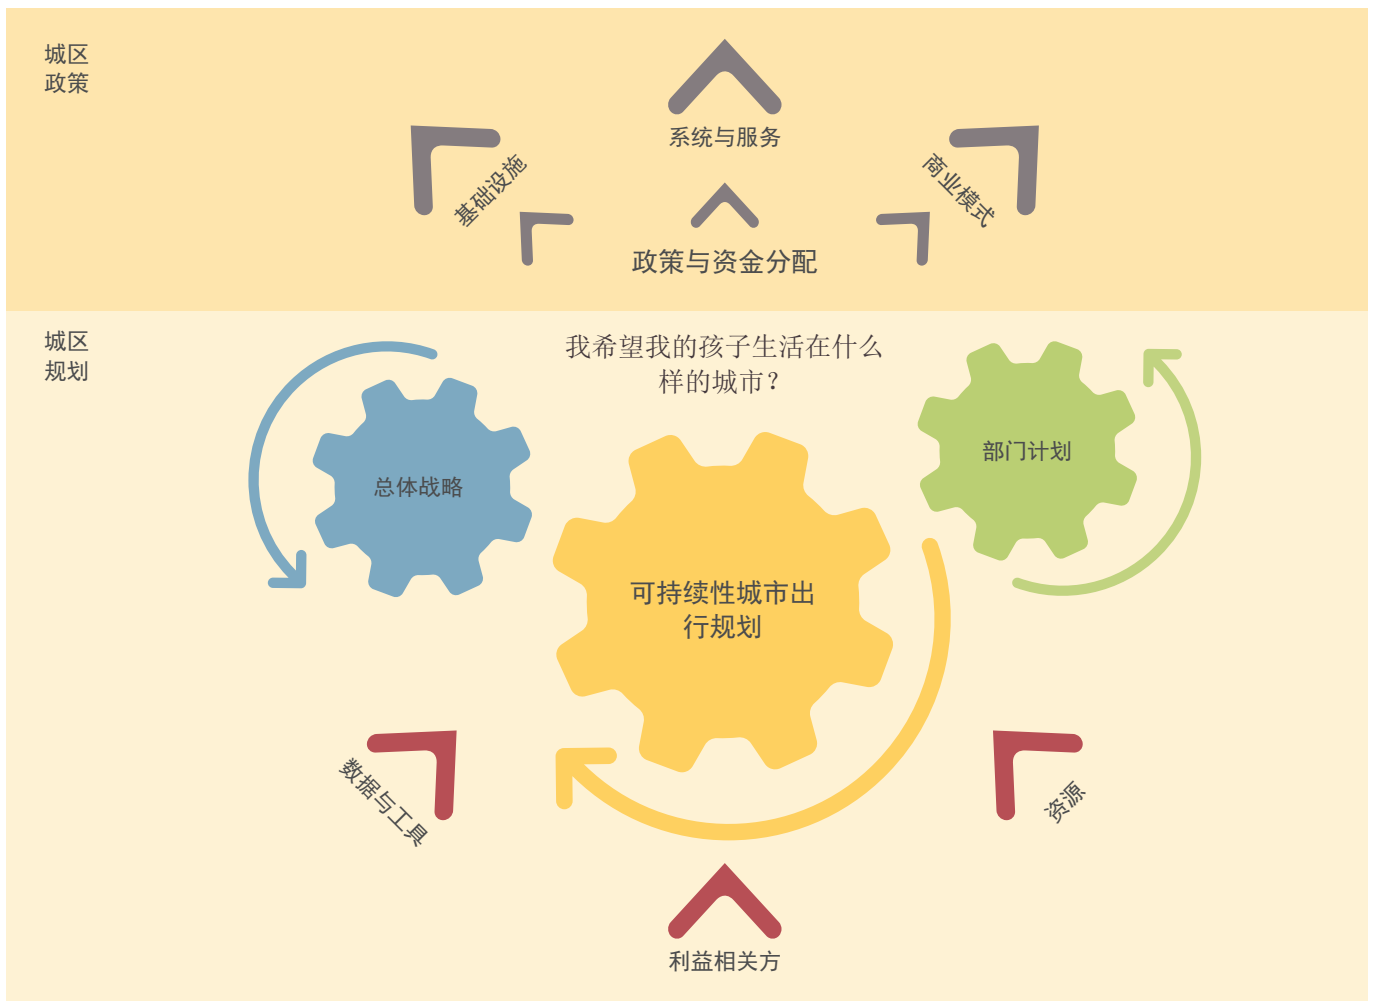 城区
政策
系统与服务
基础设施
商业模式
政策与资金分配
城区
规划
我希望我的孩子生活在什么
样的城市？
部门计划
总体战略
可持续性城市出
行规划
数据与工具
资源
利益相关方